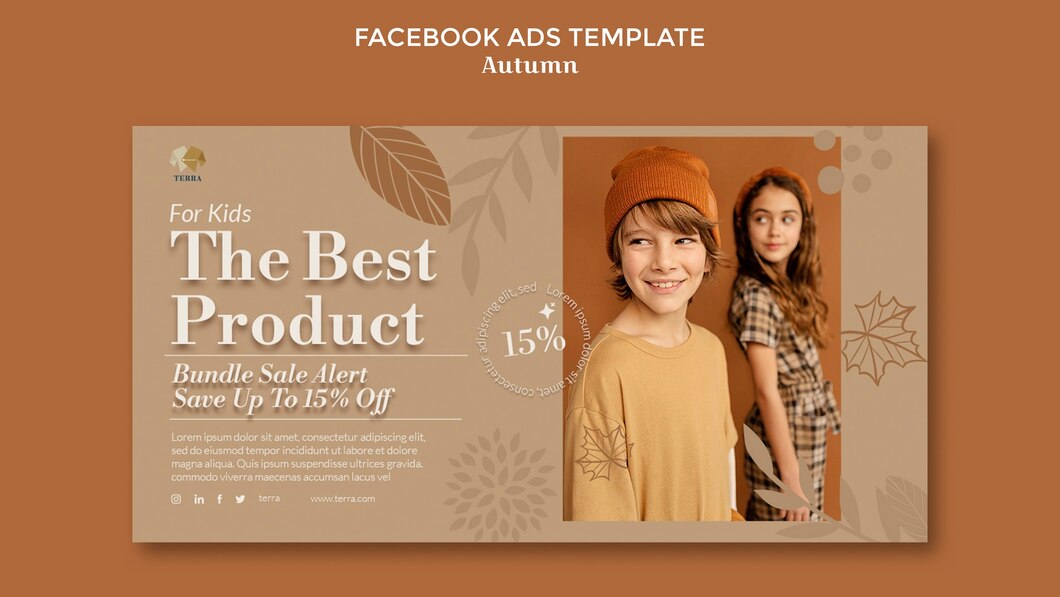 FACEBOOK ADS TEMPLATE
Autumn
TERRA
For Kids
The Best
Product
Bundle Sale Alert
Save Up To 15% Off
Lorem ipsum dolor sit amet, consectetur adipiscing elit,
sed do eiusmod tempor incididunt ut labore et dolore
magna aliqua. Quis ipsum suspendisse ultrices gravida.
commodo viverra maecenas accumsan lacus vel
terra
www.terra.com
Lorem ipsum dolor sit amet, consectetur adipiscing elit, sed
15%